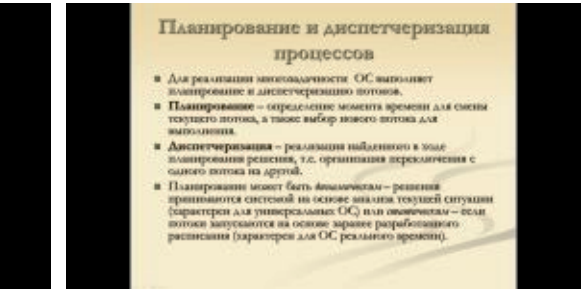 Планирование и диспетчеризация
процессов
Для реализации многозадачности ОС выполняет
планирование и диспетчеризацию потоков.
Планирование – определение момента времени для смены
текущего потока, а также выбор нового потока для
выполнения.
Диспетчеризация – реализация найденного в ходе
планирования решения, т.е. организация переключения с
одного потока на другой.
Планирование может быть динамическим – решения
принимаются системой на основе анализа текущей ситуации
(характерен для универсальных ОС) или статическим – если
потоки запускаются на основе заранее разработанного
расписания (характерен для ОС реального времени).